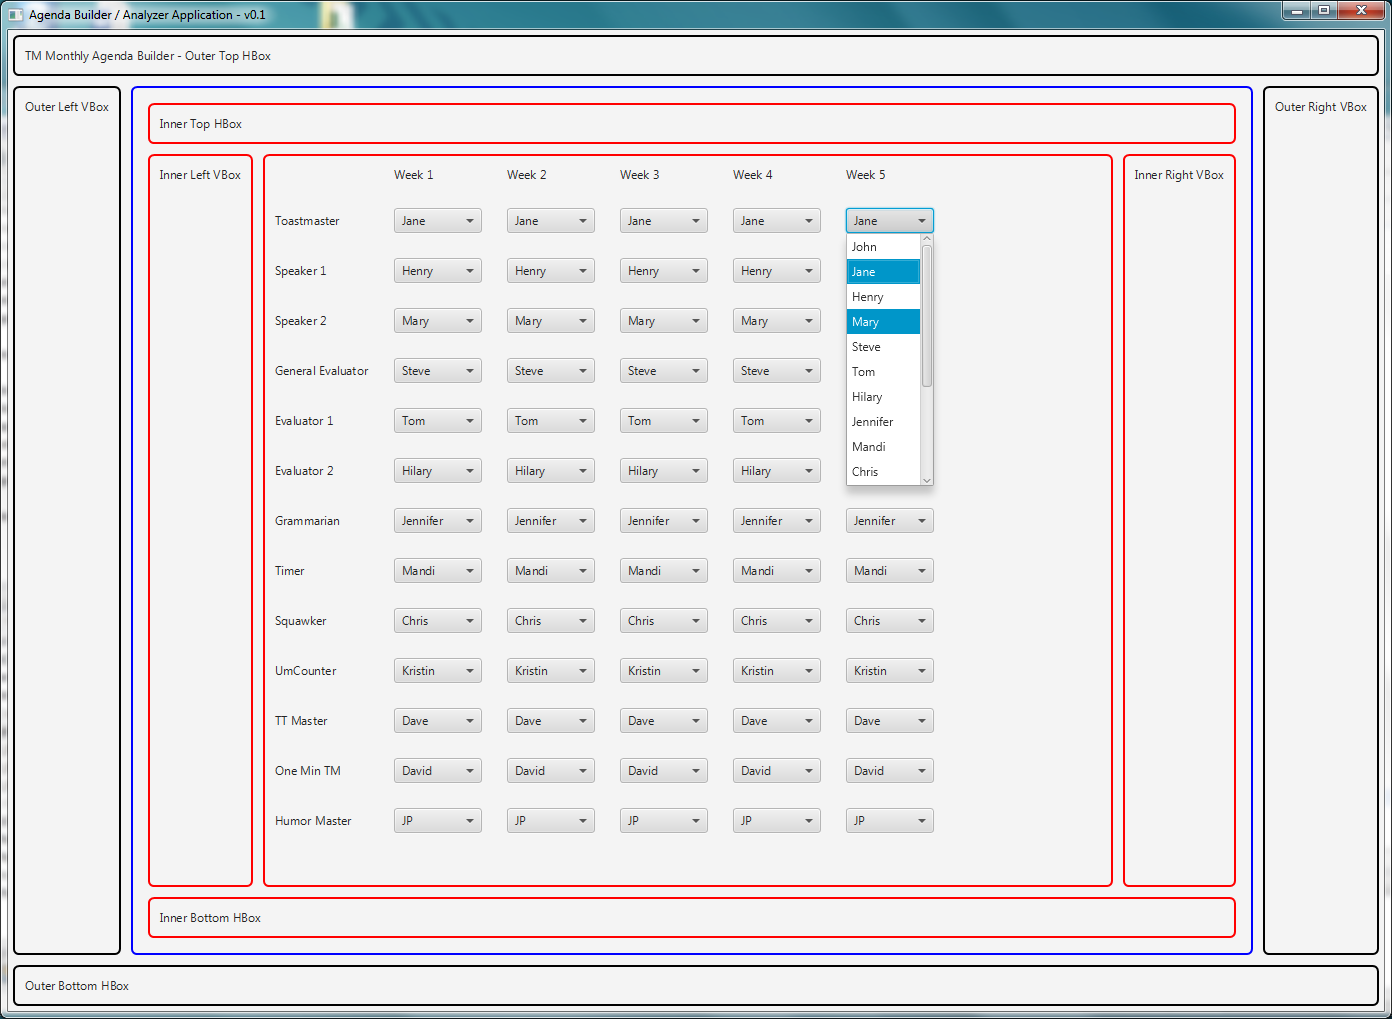 Agenda Builder / Analyzer Application - v0.1
TM Monthly Agenda Builder - Outer Top HBox
Outer Left VBox
Inner Top HBox
Outer Right VBox
Inner Left VBox
Week 1 Week 2 Week 3 Week 4 Week 5
Inner Right VBox
Toastmaster Jane Jane Jane Jane Jane
John
Jane
Henry
Mary
Steve
Tom
Hilary
Jennifer
Mandi
Chris
Speaker 1 Henry Henry Henry Henry
Speaker 2 Mary Mary Mary Mary
General Evaluator Steve Steve Steve Steve
Evaluator 1 Tom Tom Tom Tom
Evaluator 2 Hilary Hilary Hilary Hilary
Grammarian Jennifer Jennifer Jennifer Jennifer Jennifer
Timer Mandi Mandi Mandi Mandi Mandi
Squawker Chris Chris Chris Chris Chris
UmCounter Kristin Kristin Kristin Kristin Kristin
TT Master Dave Dave Dave Dave Dave
One Min TM David David David David David
Humor Master JP JP JP JP JP
Inner Bottom HBox
Outer Bottom HBox